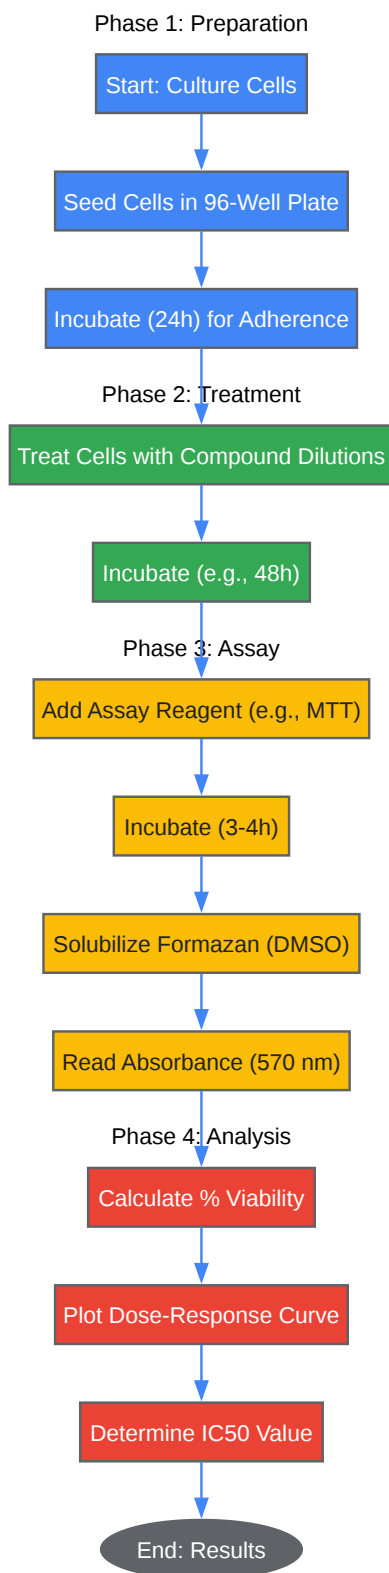 Phase 1: Preparation
Start: Culture Cells
Seed Cells in 96-Well Plate
Incubate (24h) for Adherence
Phase 2: Treatment
Treat Cells with Compound Dilutions
Incubate (e.g., 48h)
Phase 3: Assay
Add Assay Reagent (e.g., MTT)
Incubate (3-4h)
Solubilize Formazan (DMSO)
Read Absorbance (570 nm)
Phase 4: Analysis
Calculate % Viability
Plot Dose-Response Curve
Determine IC50 Value
End: Results